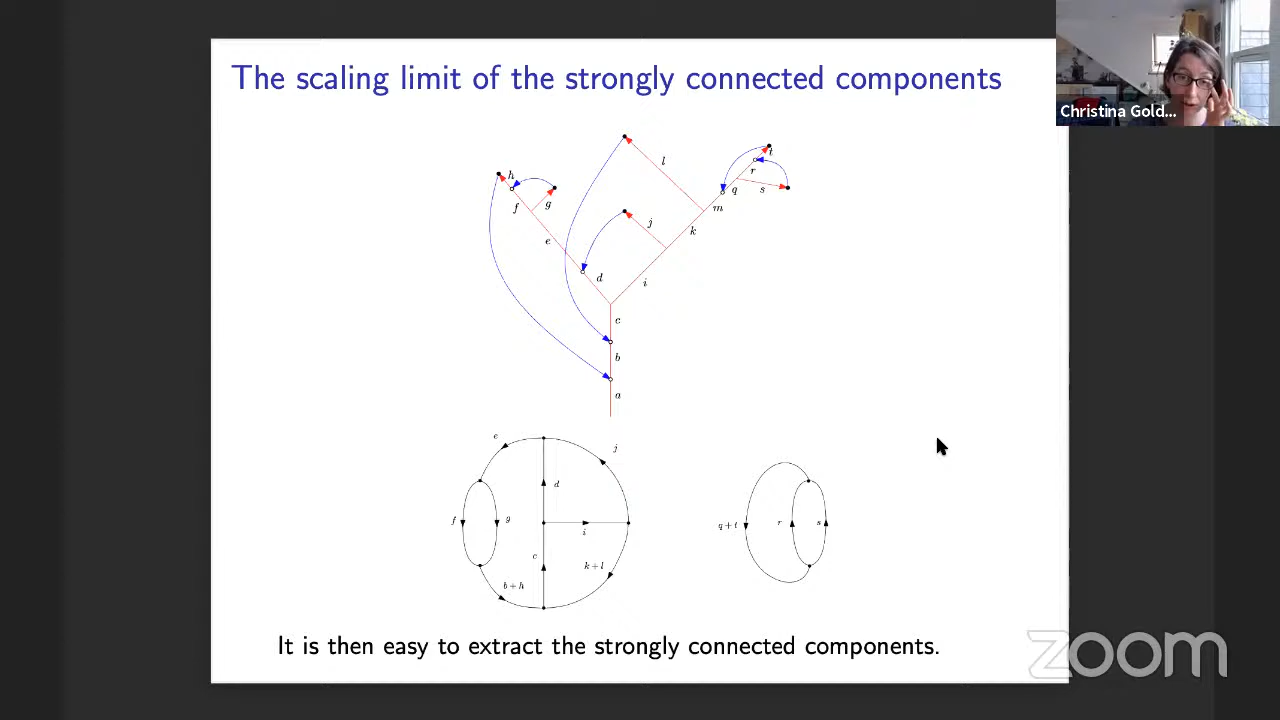 The scaling limit of the strongly connected components
Christina Gold...
l
t
h
r
q
s
f
g
m
j
k
e
d
i
c
b
a
e
j
d
f
g
q+t
r
s
i
c
k+l
b+h
It is then easy to extract the strongly connected components.
zoom